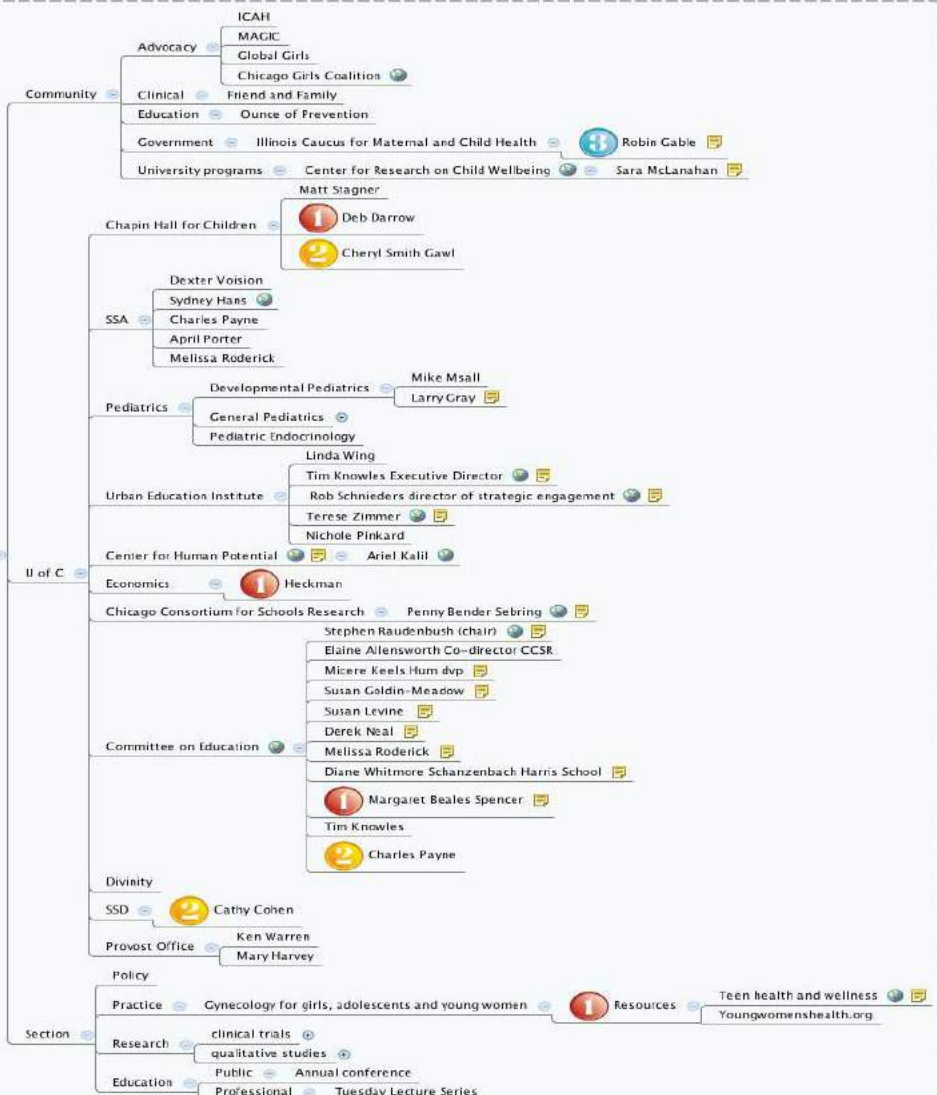 ICAH
MAGIC
Advocacy
Global Girls
Chicago Girls Coalition
Community
Clinical Friend and Family
Education Ounce of Prevention
Government Illinois Caucus for Maternal and Child Health 3 Robin Gable
University programs Center for Research on Child Wellbeing Sara McLanahan
Matt Stagner
Chapin Hall for Children 1 Deb Darrow
2 Cheryl Smith Gawl
Dexter Voision
Sydney Hans
SSA Charles Payne
April Porter
Melissa Roderick
Mike Msall
Developmental Pediatrics
Larry Gray
Pediatrics
General Pediatrics
Pediatric Endocrinology
Linda Wing
Tim Knowles Executive Director
Urban Education Institute Rob Schnieders director of strategic engagement
Terese Zimmer
Nichole Pinkard
Center for Human Potential Ariel Kalil
U of C
Economics 1 Heckman
Chicago Consortium for Schools Research Penny Bender Sebring
Stephen Raudenbush (chair)
Elaine Allensworth Co-director CCSR
Micere Keels Hum dvp
Susan Goldin-Meadow
Susan Levine
Derek Neal
Committee on Education Melissa Roderick
Diane Whitmore Schanzenbach Harris School
1 Margaret Beales Spencer
Tim Knowles
2 Charles Payne
Divinity
SSD 2 Cathy Cohen
Ken Warren
Provost Office
Mary Harvey
Policy
Practice Gynecology for girls, adolescents and young women 1 Resources Teen health and wellness
Youngwomenshealth.org
Section
Research clinical trials
qualitative studies
Education Public Annual conference
Professional Tuesday Lecture Series